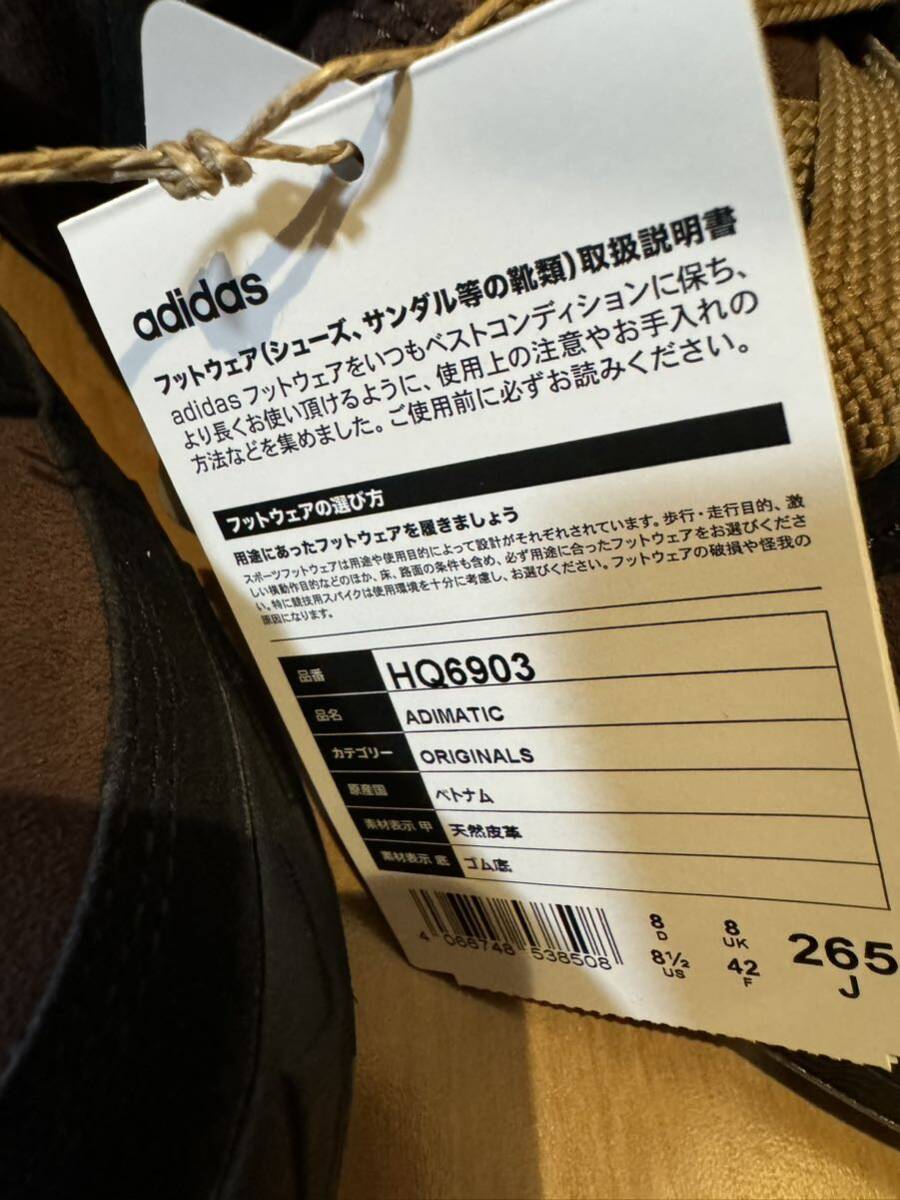 adidas
フットウェア(シューズ、サンダル等の靴類)取扱説明書
adidas フットウェアをいつもベストコンディションに保ち、
より長くお使い頂けるように、使用上の注意やお手入れの
方法などを集めました。ご使用前に必ずお読みください。
フットウェアの選び方
用途にあったフットウェアを履きましょう
スポーツフットウェアは用途や使用目的によって設計がそれぞれされています。歩行・走行目的、激
しい横動作目的などのほか、床、路面の条件も含め、必ず用途に合ったフットウェアをお選びくださ
い。特に競技用スパイクは使用環境を十分に考慮し、お選びください。フットウェアの破損や怪我の
原因になります。
品番 HQ6903
品名 ADIMATIC
カテゴリー ORIGINALS
原産国 ベトナム
素材表示 甲 天然皮革
素材表示 底 ゴム底
4 066748 538508
8 D 8 UK
8½ US 42 F
265 J